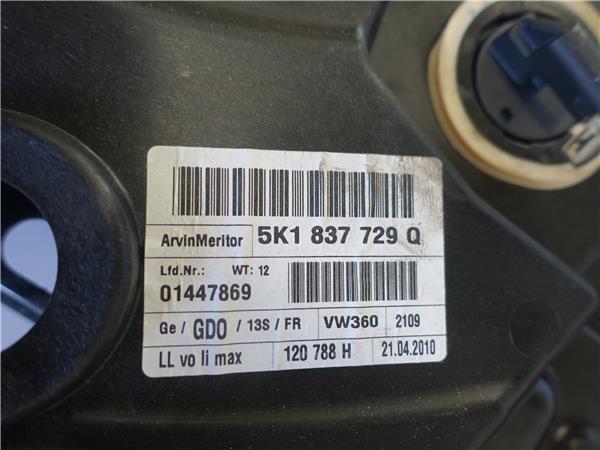 ArvinMeritor 5K1 837 729 Q
Lfd.Nr.: WT: 12
01447869
Ge / GDO / 13S / FR VW360 2109
LL vo li max 120 788 H 21.04.2010